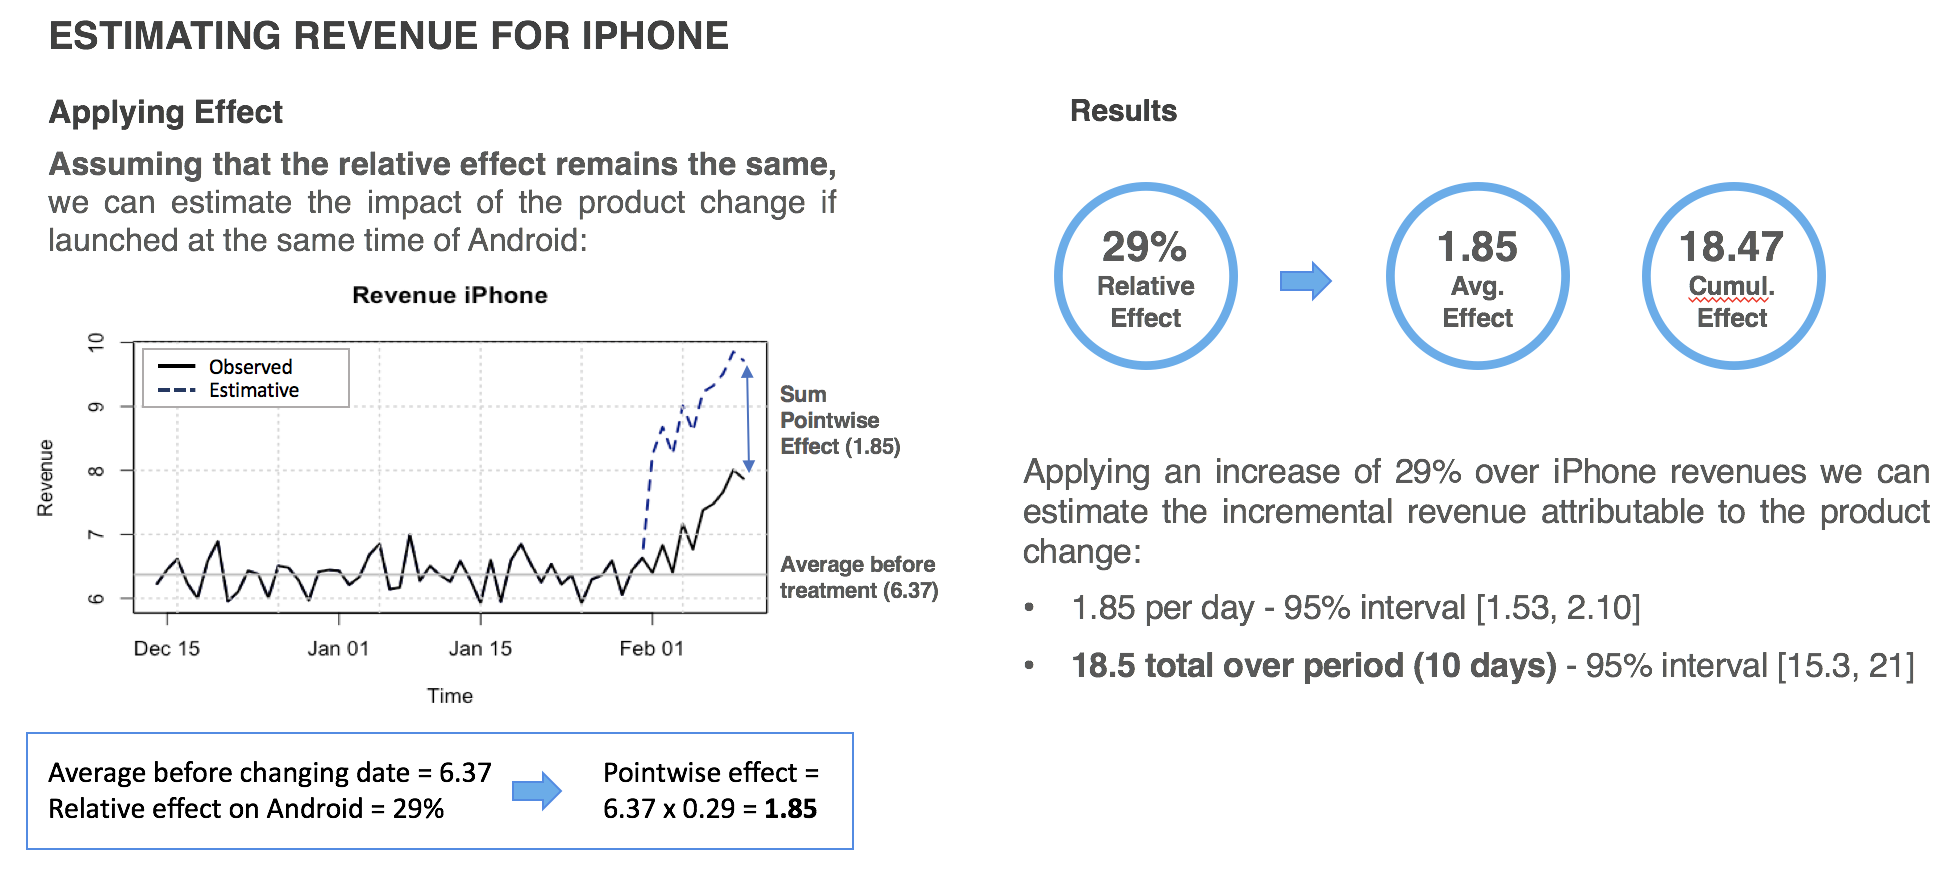 ESTIMATING REVENUE FOR IPHONE
Applying Effect
Assuming that the relative effect remains the same,
we can estimate the impact of the product change if
launched at the same time of Android:
Revenue iPhone
Observed
Estimative
10
9
8
7
6
Revenue
Dec 15
Jan 01
Jan 15
Feb 01
Time
Sum
Pointwise
Effect (1.85)
Average before
treatment (6.37)
Average before changing date = 6.37
Relative effect on Android = 29%
Pointwise effect =
6.37 x 0.29 = 1.85
Results
29%
Relative
Effect
1.85
Avg.
Effect
18.47
Cumul.
Effect
Applying an increase of 29% over iPhone revenues we can
estimate the incremental revenue attributable to the product
change:
• 1.85 per day - 95% interval [1.53, 2.10]
• 18.5 total over period (10 days) - 95% interval [15.3, 21]